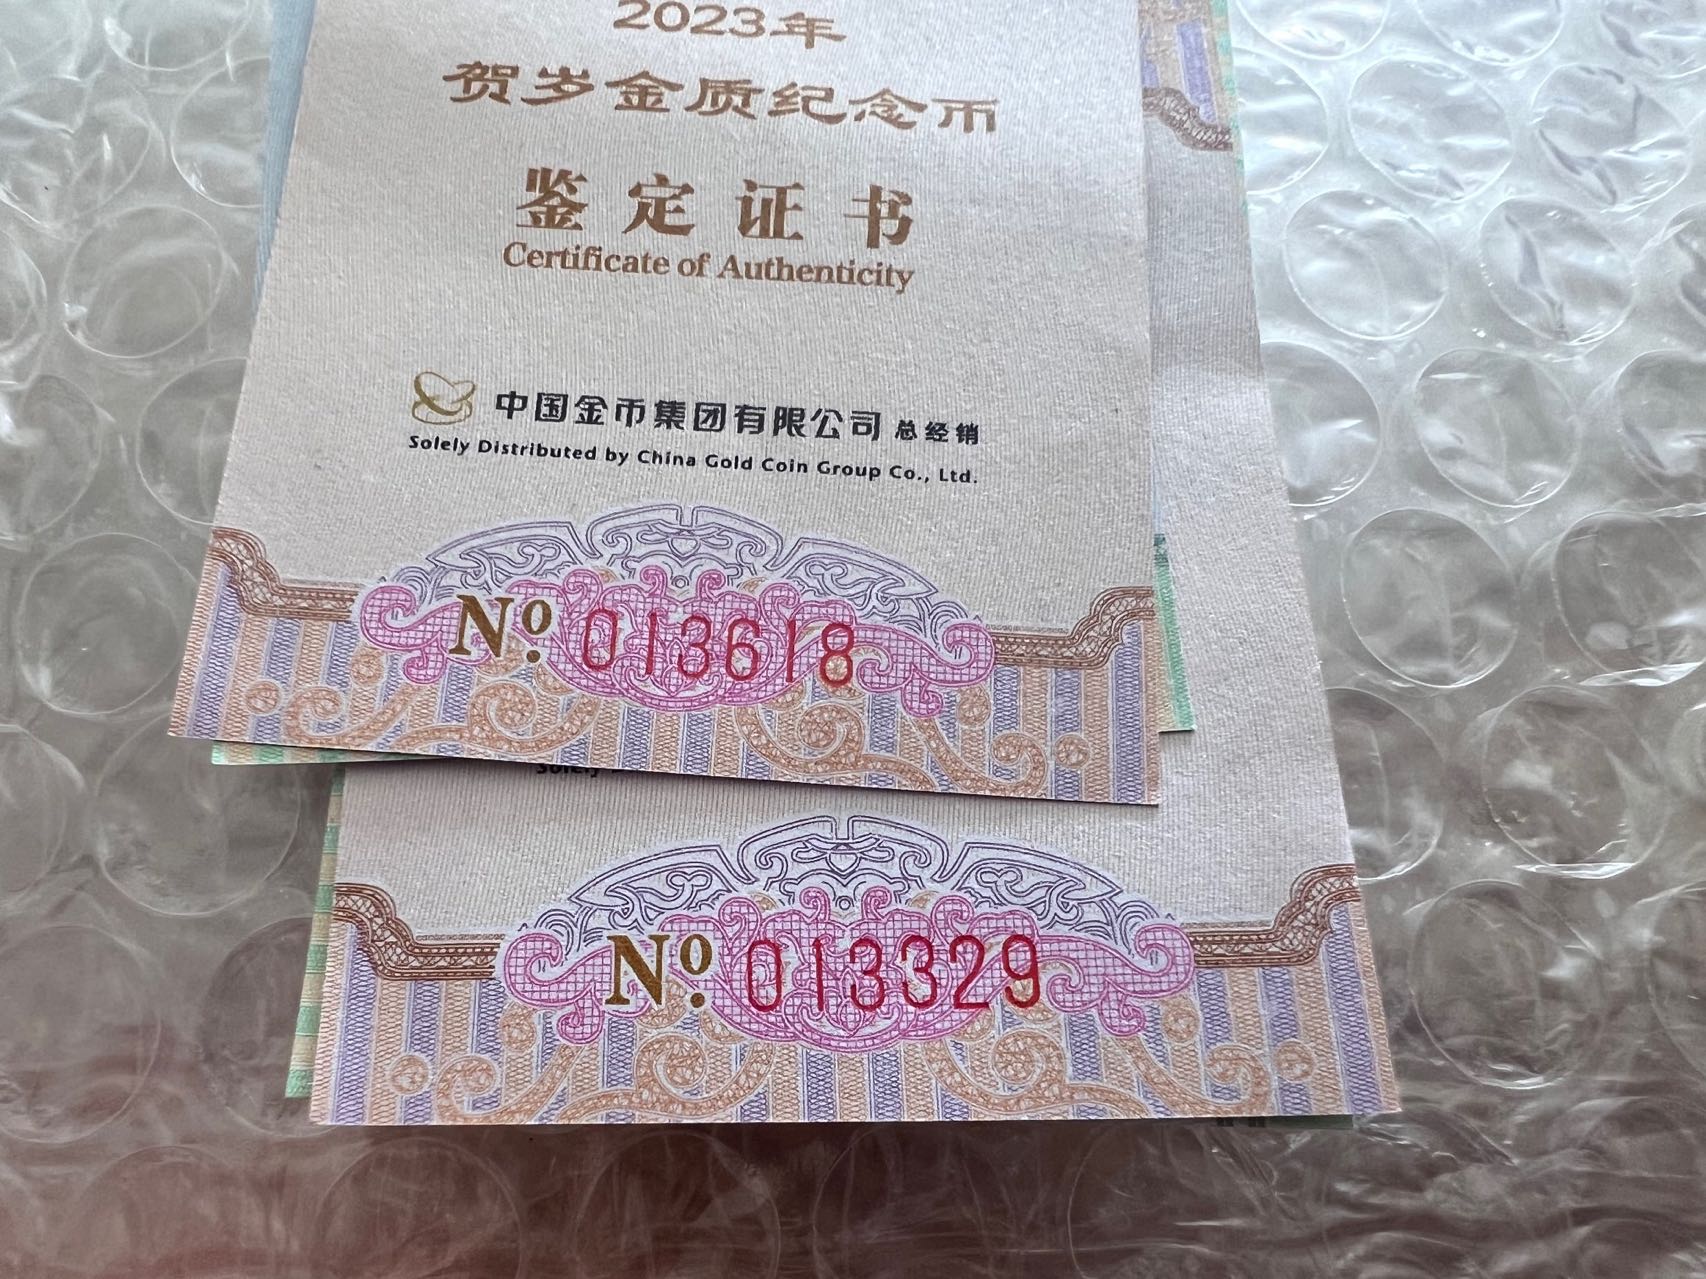 2023年
贺岁金质纪念币
鉴定证书
Certificate of Authenticity
中国金币集团有限公司 总经销
Solely Distributed by China Gold Coin Group Co., Ltd.
Nº. 013618
Solely
Nº. 013329